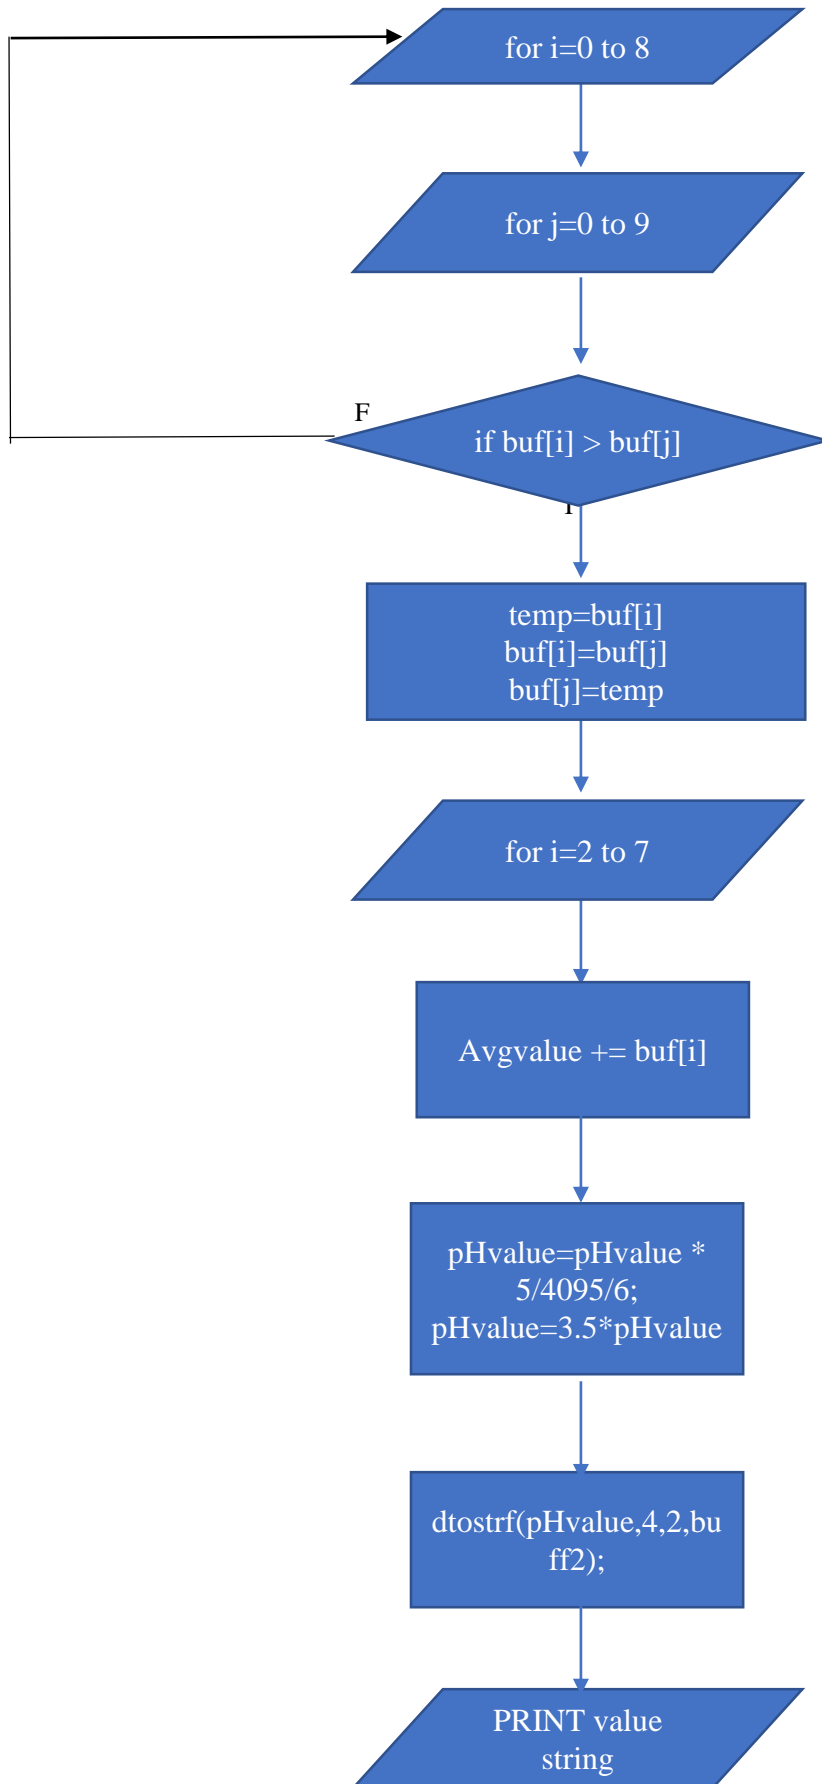 for i=0 to 8
for j=0 to 9
F
if buf[i] > buf[j]
temp=buf[i]
buf[i]=buf[j]
buf[j]=temp
for i=2 to 7
Avgvalue += buf[i]
pHvalue=pHvalue *
5/4095/6;
pHvalue=3.5*pHvalue
dtostrf(pHvalue,4,2,bu
ff2);
PRINT value
string